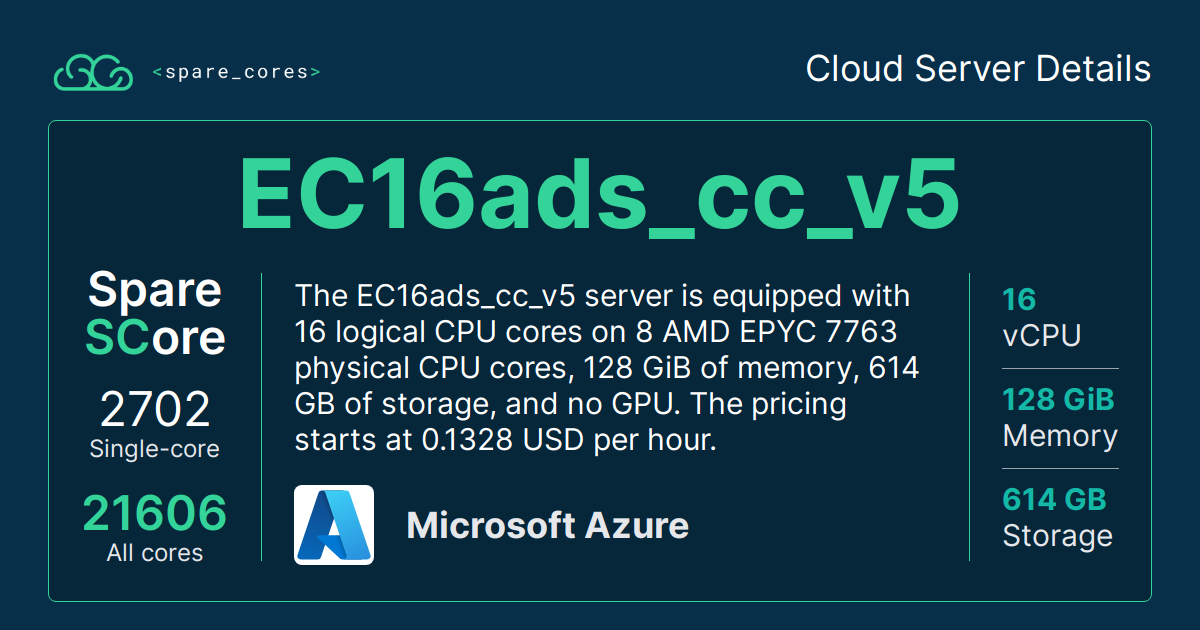 <spare_cores>
Cloud Server Details
EC16ads_cc_v5
Spare
SCore
2702
Single-core
21606
All cores
The EC16ads_cc_v5 server is equipped with
16 logical CPU cores on 8 AMD EPYC 7763
physical CPU cores, 128 GiB of memory, 614
GB of storage, and no GPU. The pricing
starts at 0.1328 USD per hour.
Microsoft Azure
16
vCPU
128 GiB
Memory
614 GB
Storage